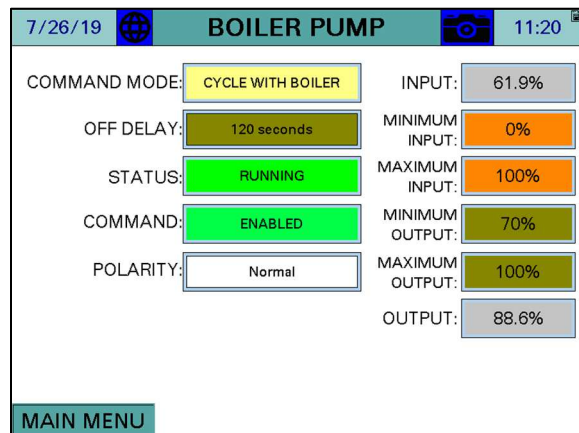 7/26/19 BOILER PUMP 11:20
COMMAND MODE: CYCLE WITH BOILER
INPUT: 61.9%
OFF DELAY: 120 seconds
MINIMUM
INPUT: 0%
STATUS: RUNNING
MAXIMUM
INPUT: 100%
COMMAND: ENABLED
MINIMUM
OUTPUT: 70%
POLARITY: Normal
MAXIMUM
OUTPUT: 100%
OUTPUT: 88.6%
MAIN MENU